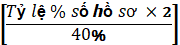 [Tỷ lệ % số hồ sơ × 2]
40%